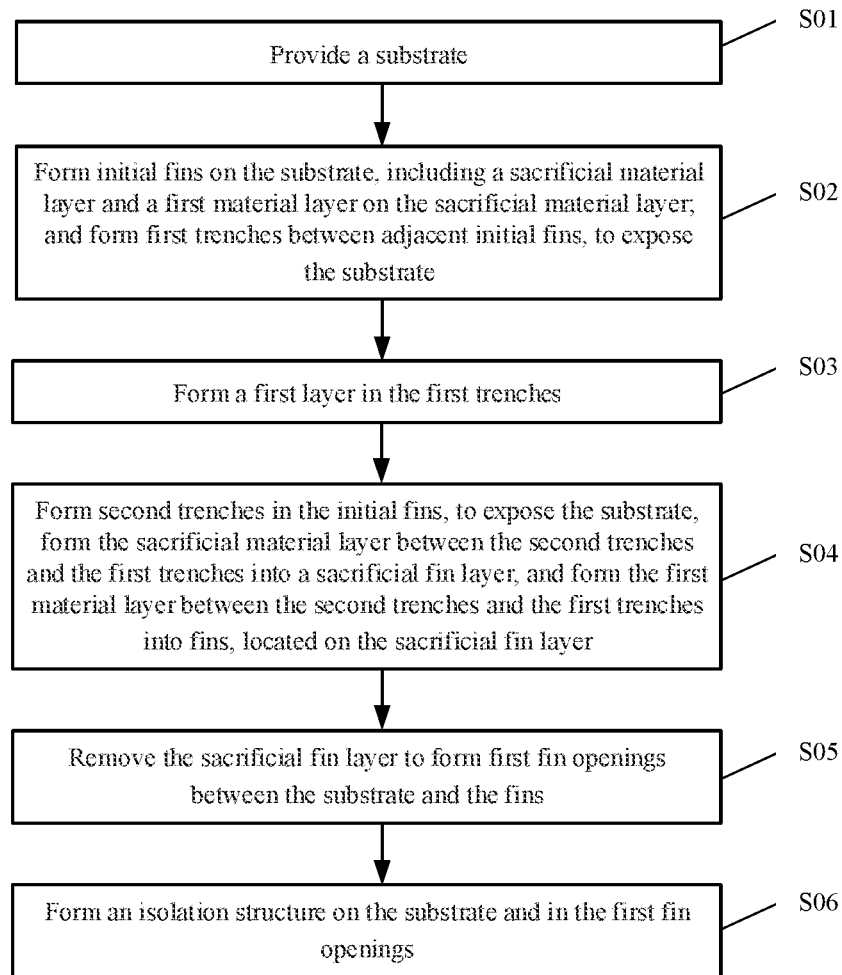 S01
Provide a substrate
Form initial fins on the substrate, including a sacrificial material
layer and a first material layer on the sacrificial material layer;
and form first trenches between adjacent initial fins, to expose
the substrate
S02
Form a first layer in the first trenches
S03
Form second trenches in the initial fins, to expose the substrate,
form the sacrificial material layer between the second trenches
and the first trenches into a sacrificial fin layer, and form the first
material layer between the second trenches and the first trenches
into fins, located on the sacrificial fin layer
S04
Remove the sacrificial fin layer to form first fin openings
between the substrate and the fins
S05
Form an isolation structure on the substrate and in the first fin
openings
S06